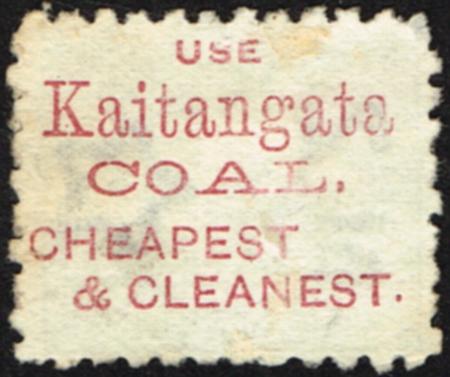 USE
Kaitangata
COAL.
CHEAPEST
& CLEANEST.